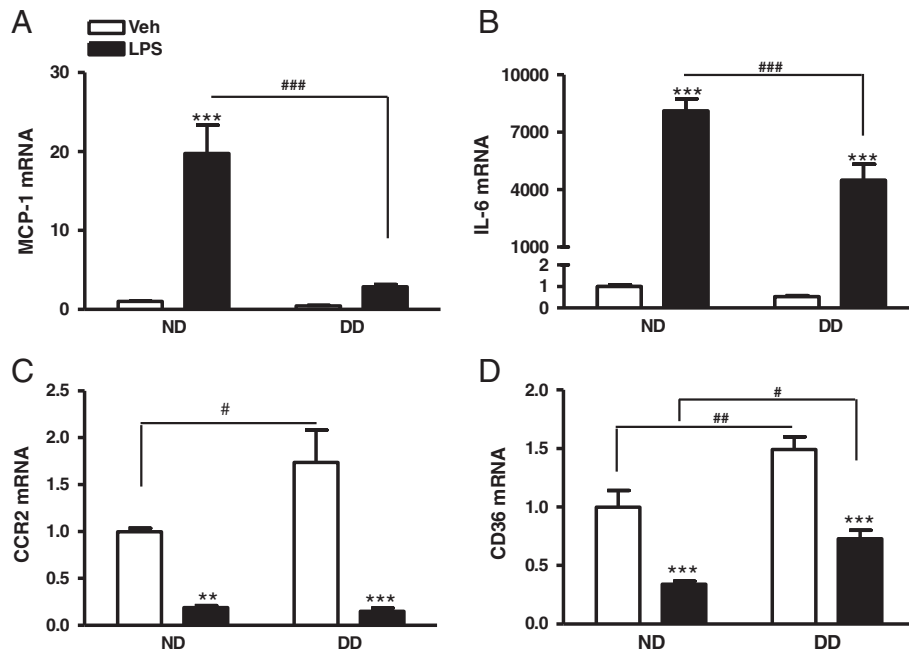 A
Veh
LPS
MCP-1 mRNA
30
20
10
0
***
###
ND
DD
B
IL-6 mRNA
10000
7000
4000
1000
2
1
0
***
###
***
ND
DD
C
CCR2 mRNA
2.5
2.0
1.5
1.0
0.5
0.0
#
**
***
ND
DD
D
CD36 mRNA
2.0
1.5
1.0
0.5
0.0
#
##
***
***
ND
DD